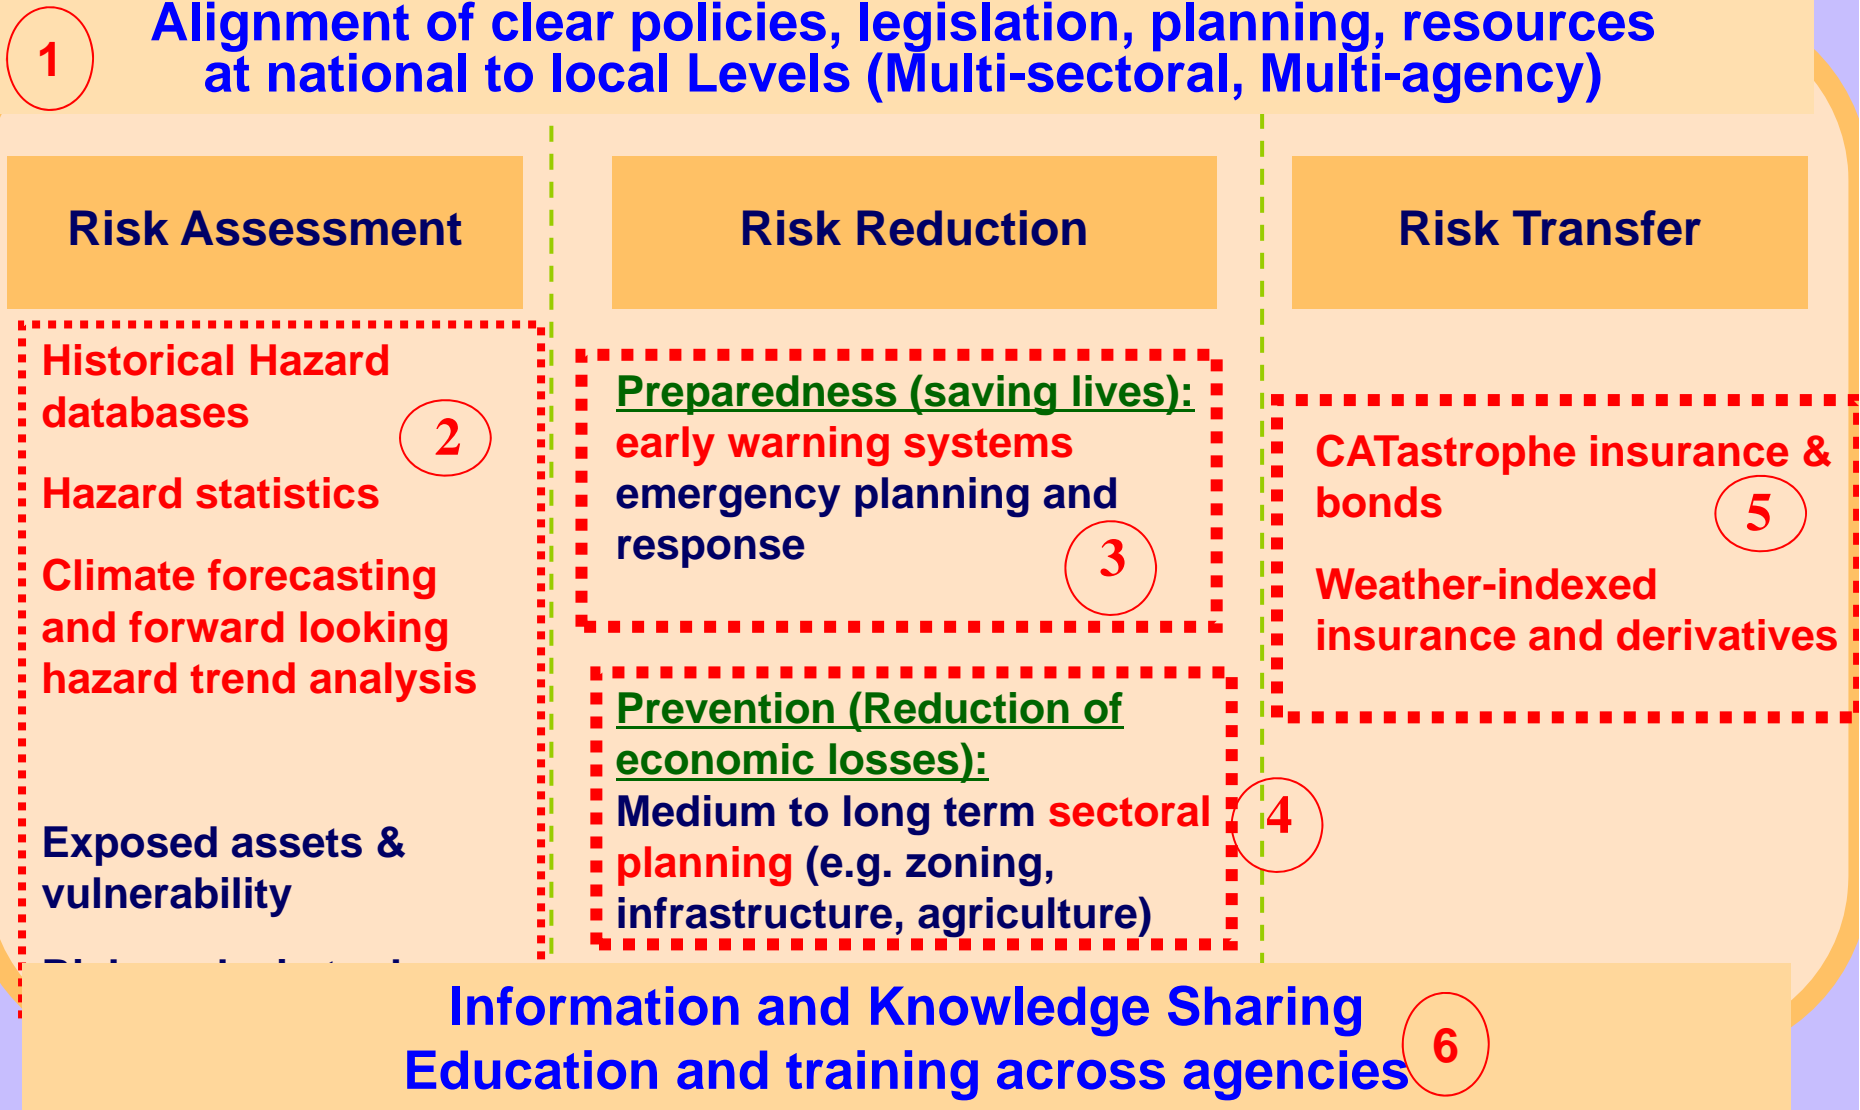 Alignment of clear policies, legislation, planning, resources
at national to local Levels (Multi-sectoral, Multi-agency)
1
Risk Assessment
Risk Reduction
Risk Transfer
Historical Hazard
databases
2
Hazard statistics
Climate forecasting
and forward looking
hazard trend analysis
Exposed assets &
vulnerability
Preparedness (saving lives):
early warning systems
emergency planning and
response
3
Prevention (Reduction of
economic losses):
Medium to long term sectoral
planning (e.g. zoning,
infrastructure, agriculture)
4
CATastrophe insurance &
bonds
5
Weather-indexed
insurance and derivatives
Information and Knowledge Sharing
Education and training across agencies
6